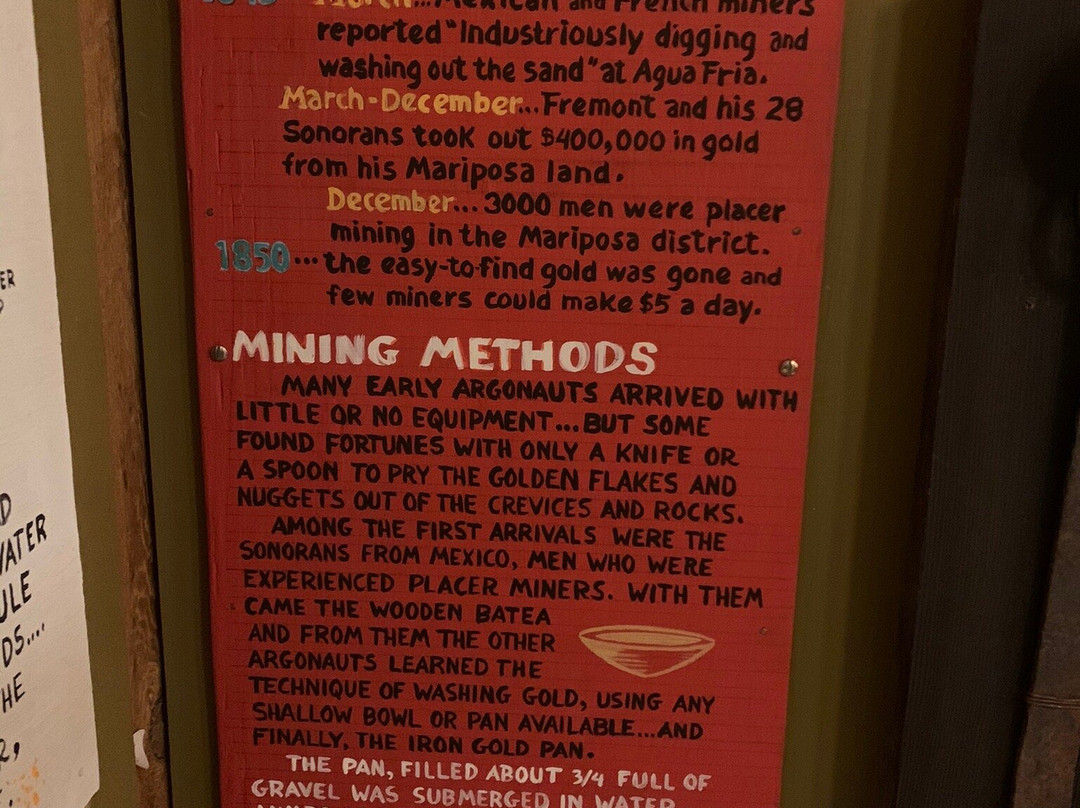 March...Mexican and French miners
reported "Industriously digging and
washing out the sand" at Agua Fria.
March-December...Fremont and his 28
Sonorans took out $400,000 in gold
from his Mariposa land.
December...3000 men were placer
mining in the Mariposa district.
1850...the easy-to-find gold was gone and
few miners could make $5 a day.
MINING METHODS
MANY EARLY ARGONAUTS ARRIVED WITH
LITTLE OR NO EQUIPMENT...BUT SOME
FOUND FORTUNES WITH ONLY A KNIFE OR
A SPOON TO PRY THE GOLDEN FLAKES AND
NUGGETS OUT OF THE CREVICES AND ROCKS.
AMONG THE FIRST ARRIVALS WERE THE
SONORANS FROM MEXICO, MEN WHO WERE
EXPERIENCED PLACER MINERS. WITH THEM
CAME THE WOODEN BATEA
AND FROM THEM THE OTHER
ARGONAUTS LEARNED THE
TECHNIQUE OF WASHING GOLD, USING ANY
SHALLOW BOWL OR PAN AVAILABLE...AND
FINALLY, THE IRON GOLD PAN.
THE PAN, FILLED ABOUT 3/4 FULL OF
GRAVEL WAS SUBMERGED IN WATER